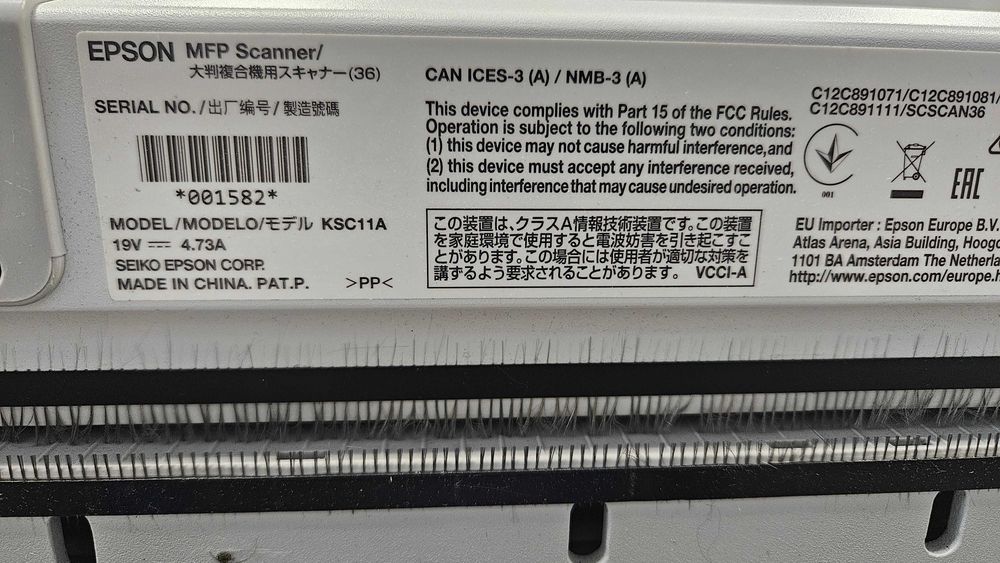 EPSON MFP Scanner/
大判複合機用スキャナー(36)
SERIAL NO./出厂编号/製造號碼
*001582*
MODEL/MODELO/モデル KSC11A
19V ⎓ 4.73A
SEIKO EPSON CORP.
MADE IN CHINA. PAT.P. >PP<
CAN ICES-3 (A) / NMB-3 (A)
This device complies with Part 15 of the FCC Rules.
Operation is subject to the following two conditions:
(1) this device may not cause harmful interference,and
(2) this device must accept any interference received,
including interference that may cause undesired operation.
この装置は、クラスA情報技術装置です。この装置
を家庭環境で使用すると電波妨害を引き起こすこ
とがあります。この場合には使用者が適切な対策を
講ずるよう要求されることがあります。 VCCI-A
C12C891071/C12C891081/
C12C891111/SCSCAN36
001
EAC
EU Importer : Epson Europe B.V.
Atlas Arena, Asia Building,
1101 BA Amsterdam The
http://www.epson.com/europe.h